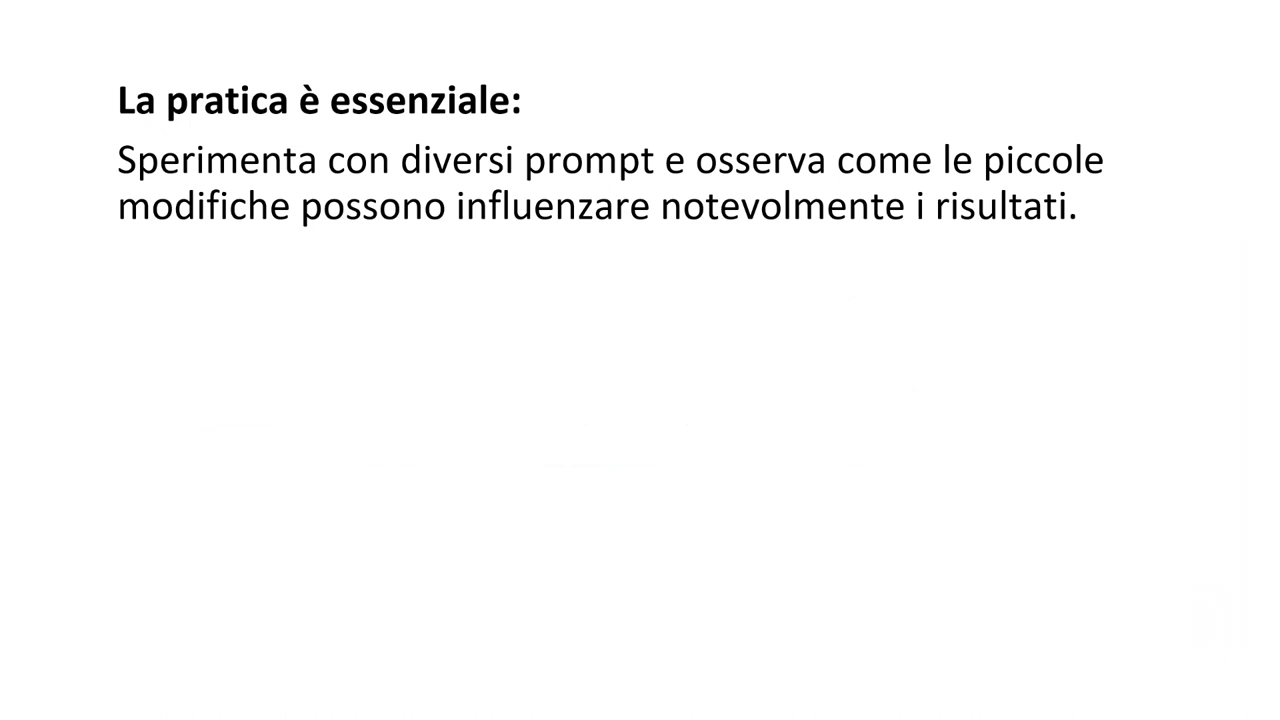 La pratica è essenziale:
Sperimenta con diversi prompt e osserva come le piccole
modifiche possono influenzare notevolmente i risultati.